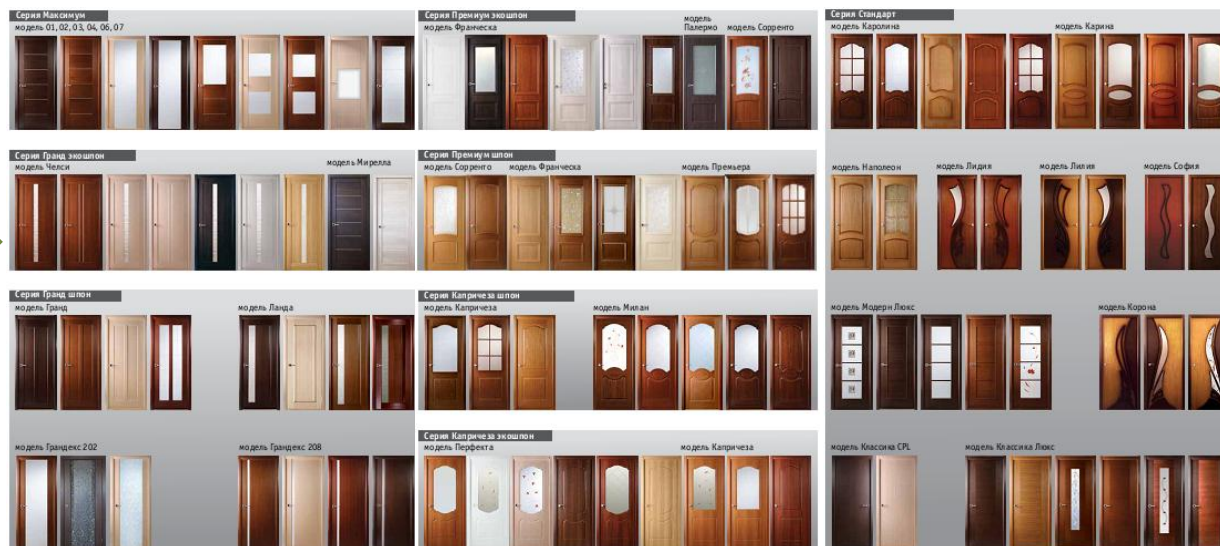 Серия Максимум
модель 01, 02, 03, 04, 06, 07
Серия Гранд экошпон
модель Челси
модель Мирелла
Серия Гранд шпон
модель Гранд
модель Ланда
модель Грандекс 202
модель Грандекс 208
Серия Премиум экошпон
модель Франческа
модель
Палермо
модель Сорренто
Серия Премиум шпон
модель Сорренто
модель Франческа
модель Премьера
Серия Капричеза шпон
модель Капричеза
модель Милан
Серия Капричеза экошпон
модель Перфекта
модель Капричеза
Серия Стандарт
модель Каролина
модель Карина
модель Наполеон
модель Лидия
модель Лилия
модель София
модель Модерн Люкс
модель Корона
модель Классика CPL
модель Классика Люкс